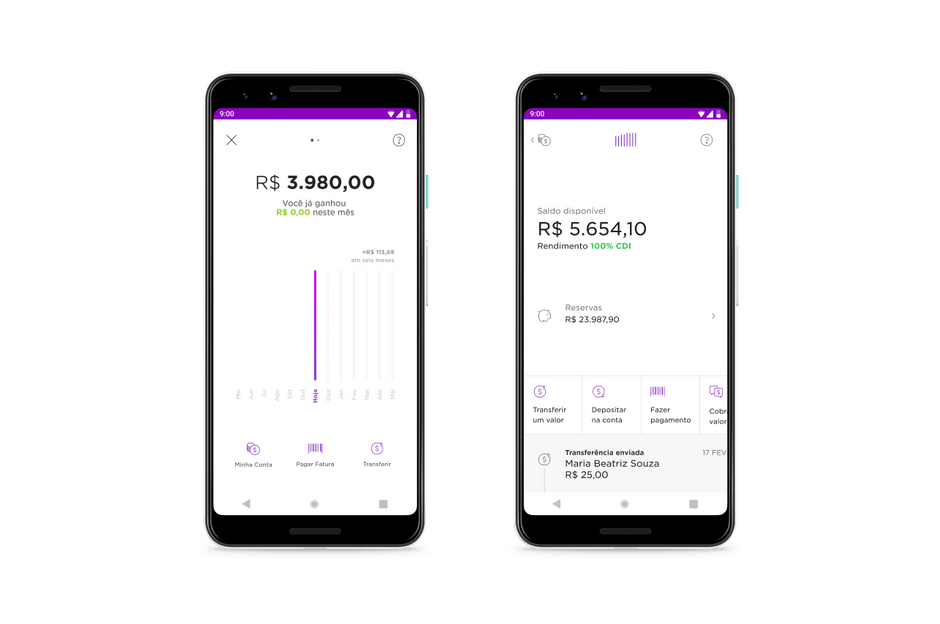 9:00
R$ 3.980,00
Você já ganhou
R$ 0,00 neste mês
+R$ 113,69
em seis meses
Mai
Jun
Jul
Ago
Set
Out
Hoje
Dez
Jan
Fev
Mar
Abr
Mai
Minha Conta
Pagar Fatura
Transferir
9:00
Saldo disponível
R$ 5.654,10
Rendimento 100% CDI
Reservas
R$ 23.987,90
Transferir
um valor
Depositar
na conta
Fazer
pagamento
Cobr
valor
Transferência enviada
17 FEV
Maria Beatriz Souza
R$ 25,00